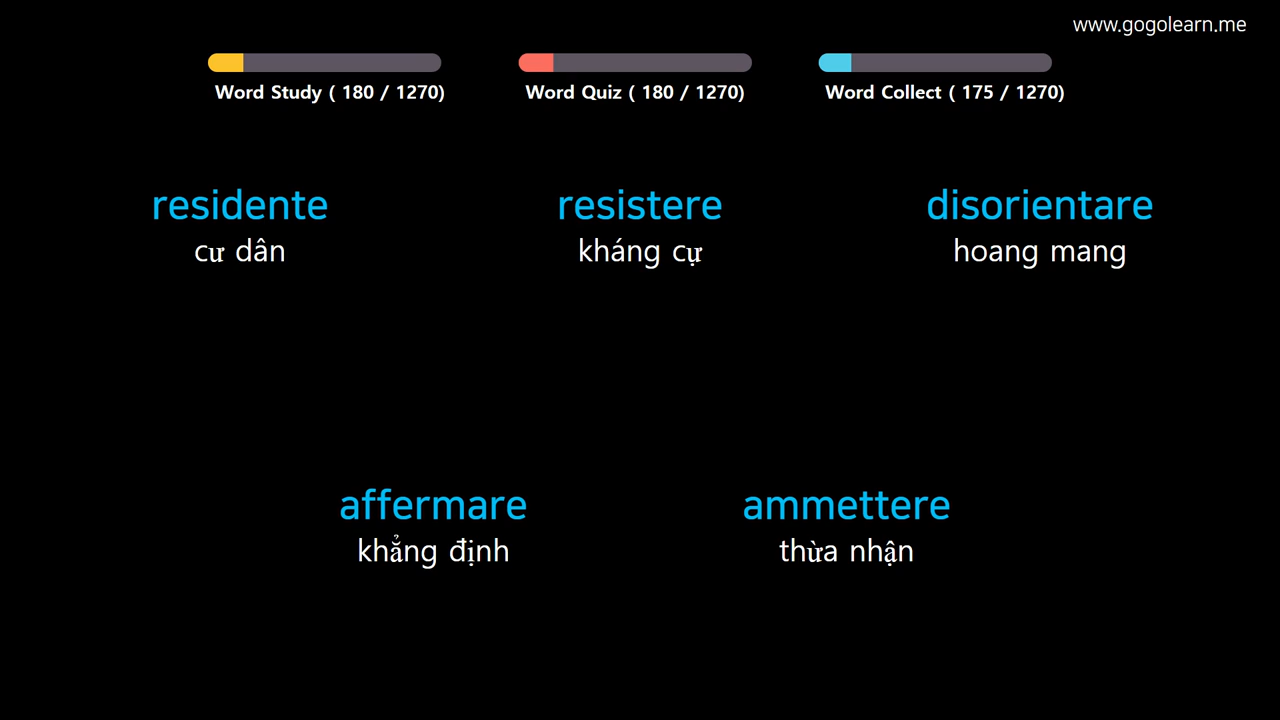 www.gogolearn.me
Word Study ( 180 / 1270)
Word Quiz ( 180 / 1270)
Word Collect ( 175 / 1270)
residente
cư dân
resistere
kháng cự
disorientare
hoang mang
affermare
khẳng định
ammettere
thừa nhận